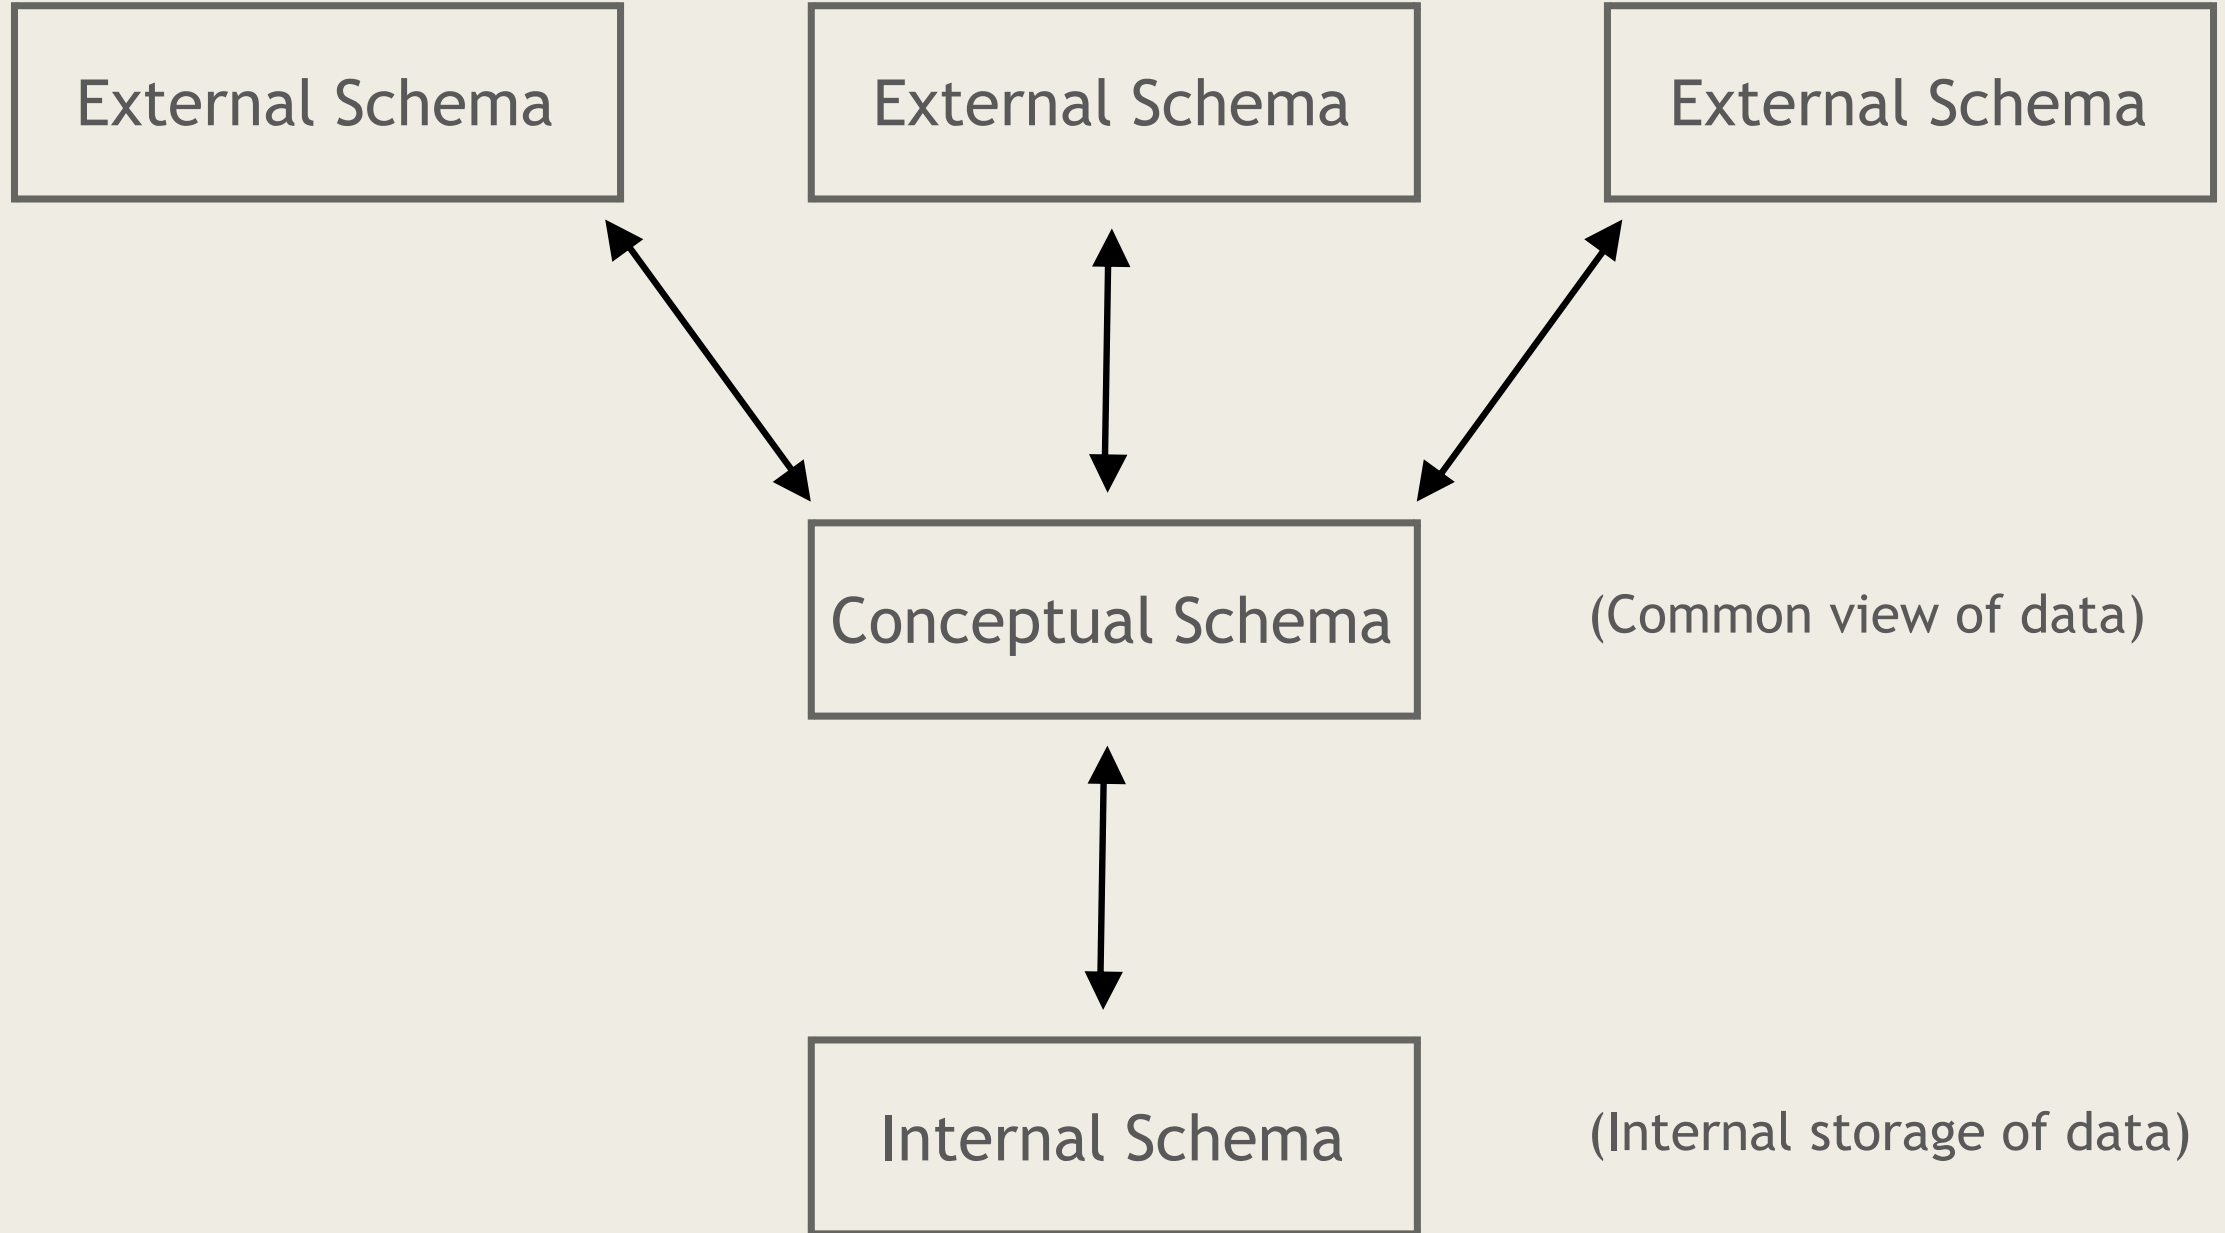 External Schema
External Schema
External Schema
Conceptual Schema
(Common view of data)
Internal Schema
(Internal storage of data)